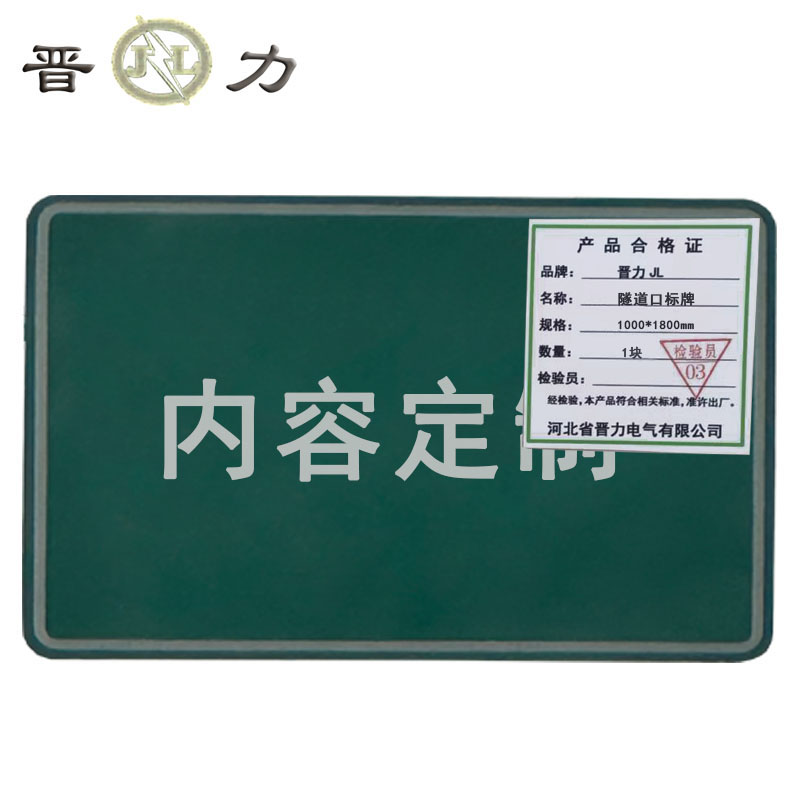 晋 JL 力
产品合格证
品牌： 晋力 JL
名称： 隧道口标牌
规格： 1000*1800mm
数量： 1块
检验员
03
检验员：
经检验，本产品符合相关标准，准许出厂。
河北省晋力电气有限公司
内容定制